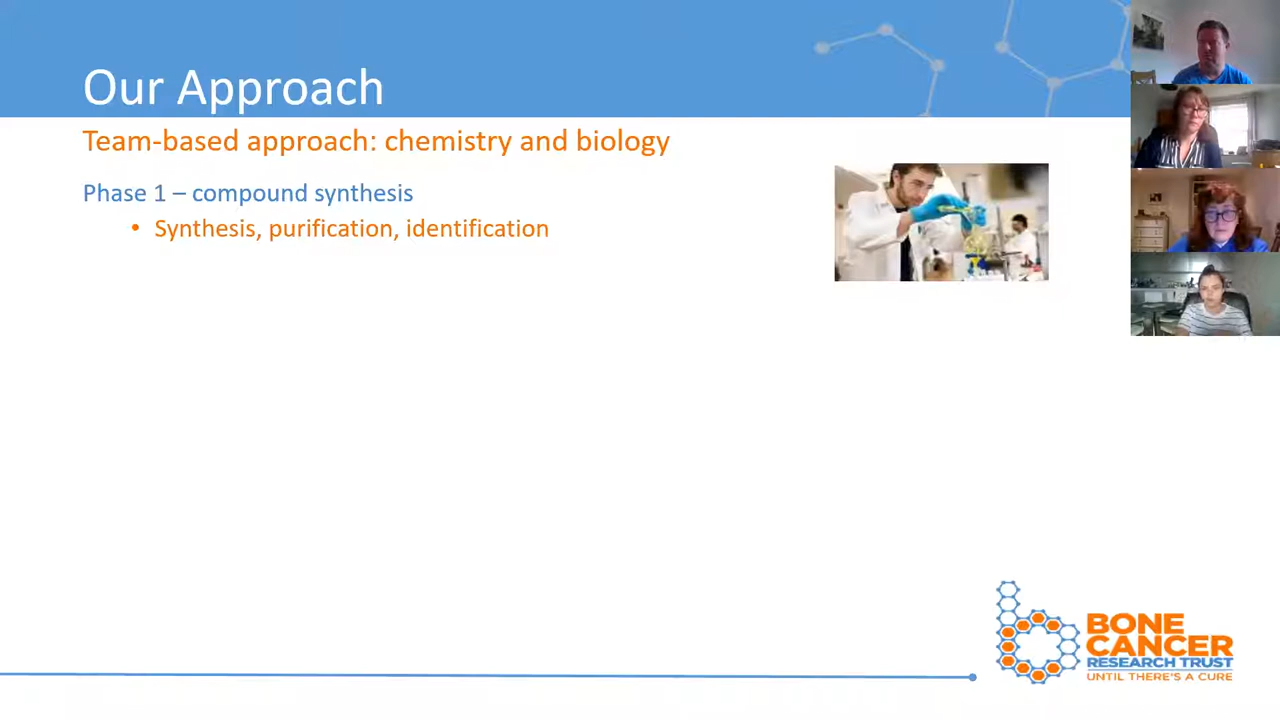 Our Approach
Team-based approach: chemistry and biology
Phase 1 – compound synthesis
• Synthesis, purification, identification
BONE
CANCER
RESEARCH TRUST
UNTIL THERE'S A CURE